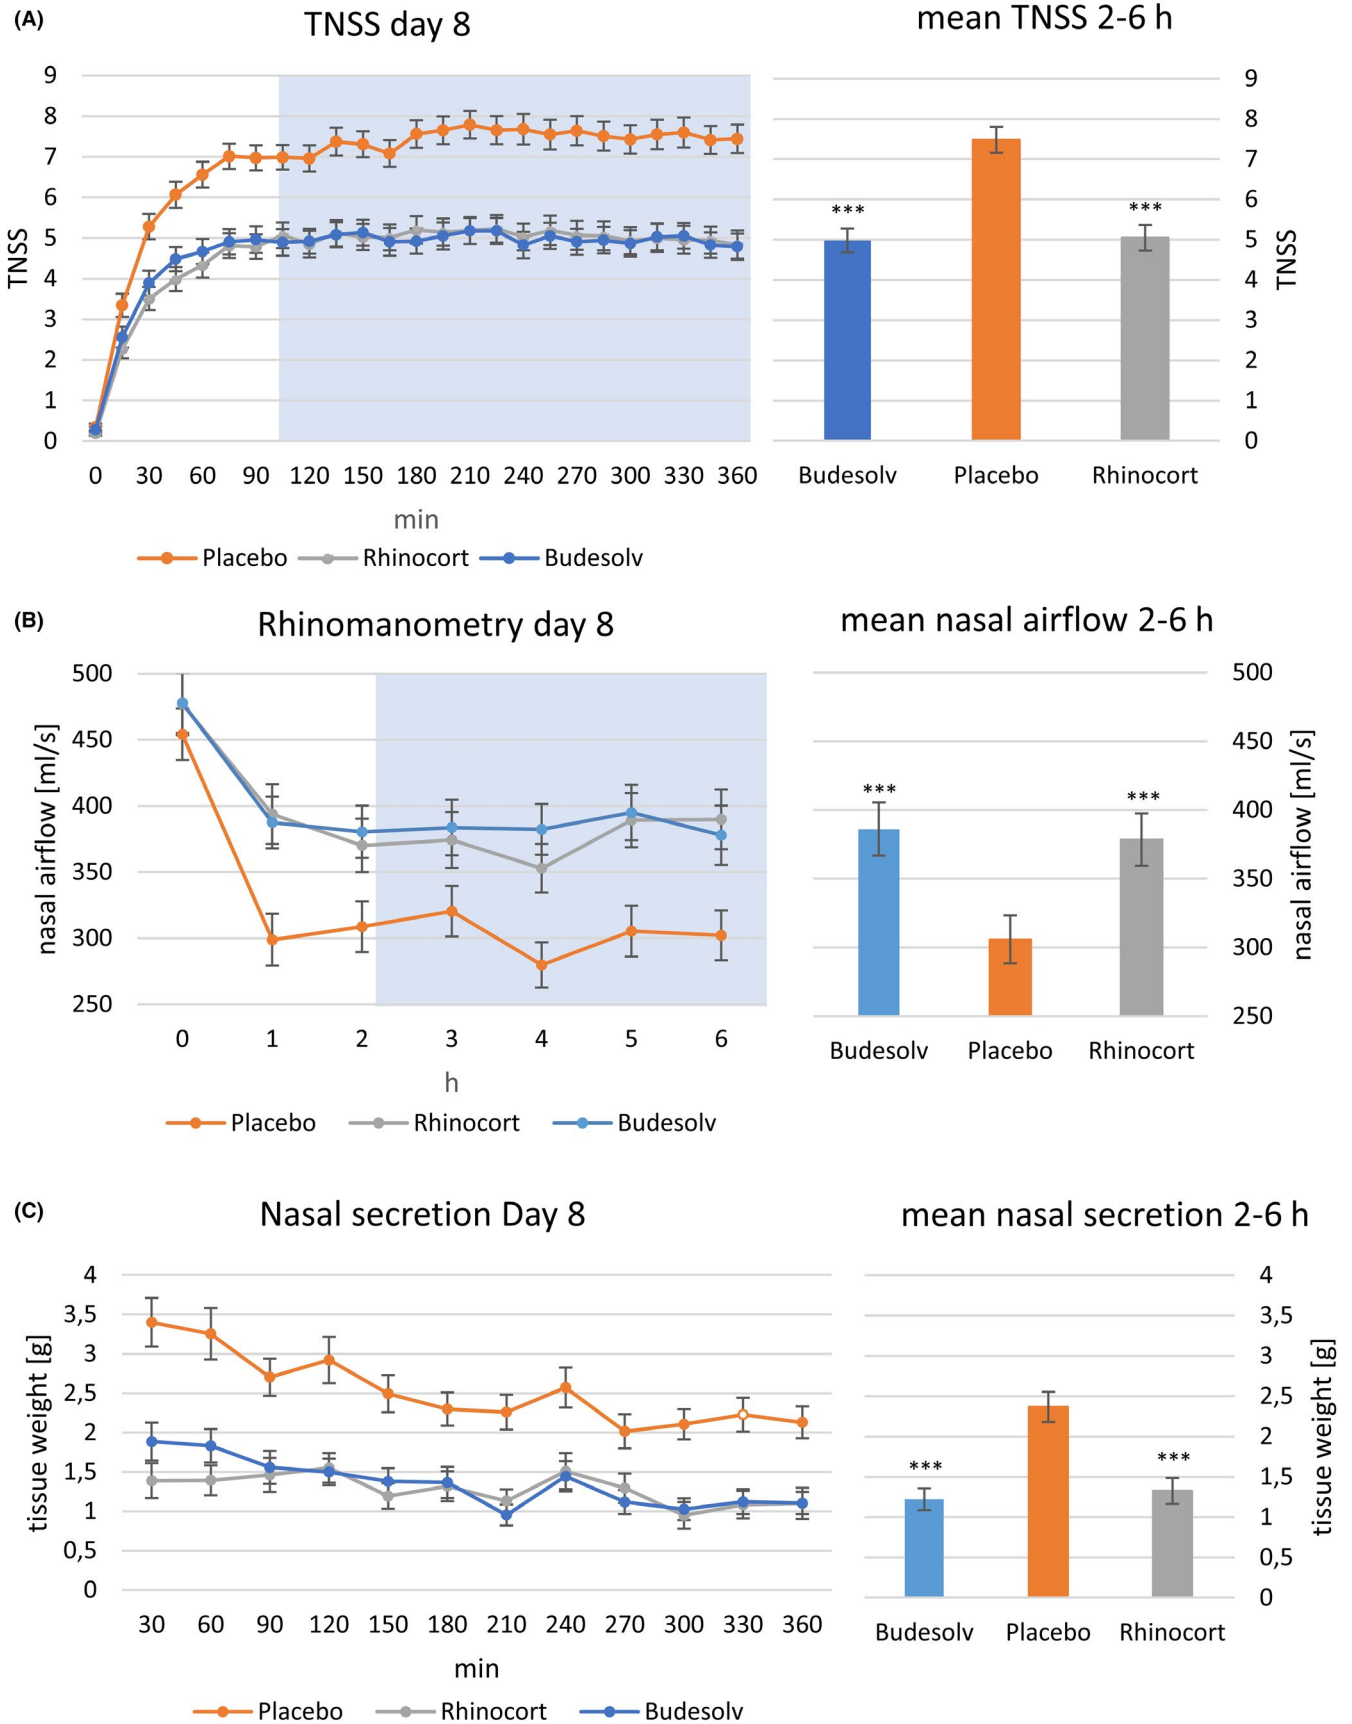 (A)
TNSS day 8
mean TNSS 2-6 h
9
8
7
6
5
4
3
2
1
0
TNSS
0 30 60 90 120 150 180 210 240 270 300 330 360
min
Placebo Rhinocort Budesolv
***
***
9
8
7
6
5
4
3
2
1
0
TNSS
Budesolv Placebo Rhinocort
(B)
Rhinomanometry day 8
mean nasal airflow 2-6 h
500
450
400
350
300
250
nasal airflow [ml/s]
0 1 2 3 4 5 6
h
Placebo Rhinocort Budesolv
***
***
500
450
400
350
300
250
nasal airflow [ml/s]
Budesolv Placebo Rhinocort
(C)
Nasal secretion Day 8
mean nasal secretion 2-6 h
4
3,5
3
2,5
2
1,5
1
0,5
0
tissue weight [g]
30 60 90 120 150 180 210 240 270 300 330 360
min
Placebo Rhinocort Budesolv
***
***
4
3,5
3
2,5
2
1,5
1
0,5
0
tissue weight [g]
Budesolv Placebo Rhinocort